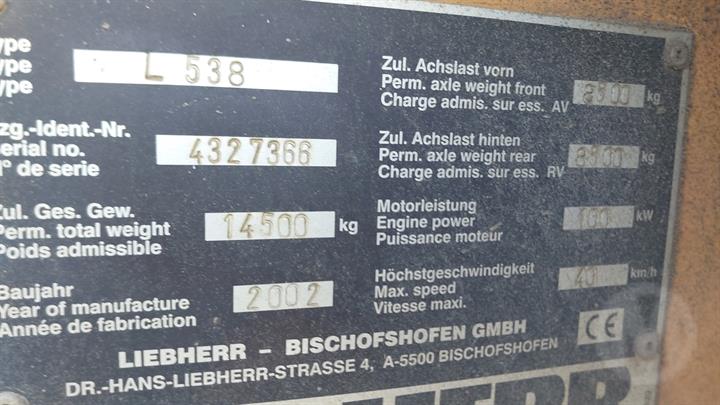 ype
ype L 538
ype
zg.-Ident.-Nr.
erial no. 4327366
° de serie
Zul. Ges. Gew.
Perm. total weight 14500 kg
Poids admissible
Baujahr
Year of manufacture 2002
Année de fabrication
Zul. Achslast vorn
Perm. axle weight front kg
Charge admis. sur ess. AV
Zul. Achslast hinten
Perm. axle weight rear kg
Charge admis. sur ess. RV
Motorleistung
Engine power 100 kW
Puissance moteur
Höchstgeschwindigkeit
Max. speed km/h
Vitesse maxi.
LIEBHERR - BISCHOFSHOFEN GMBH
DR.-HANS-LIEBHERR-STRASSE 4, A-5500 BISCHOFSHOFEN
CE